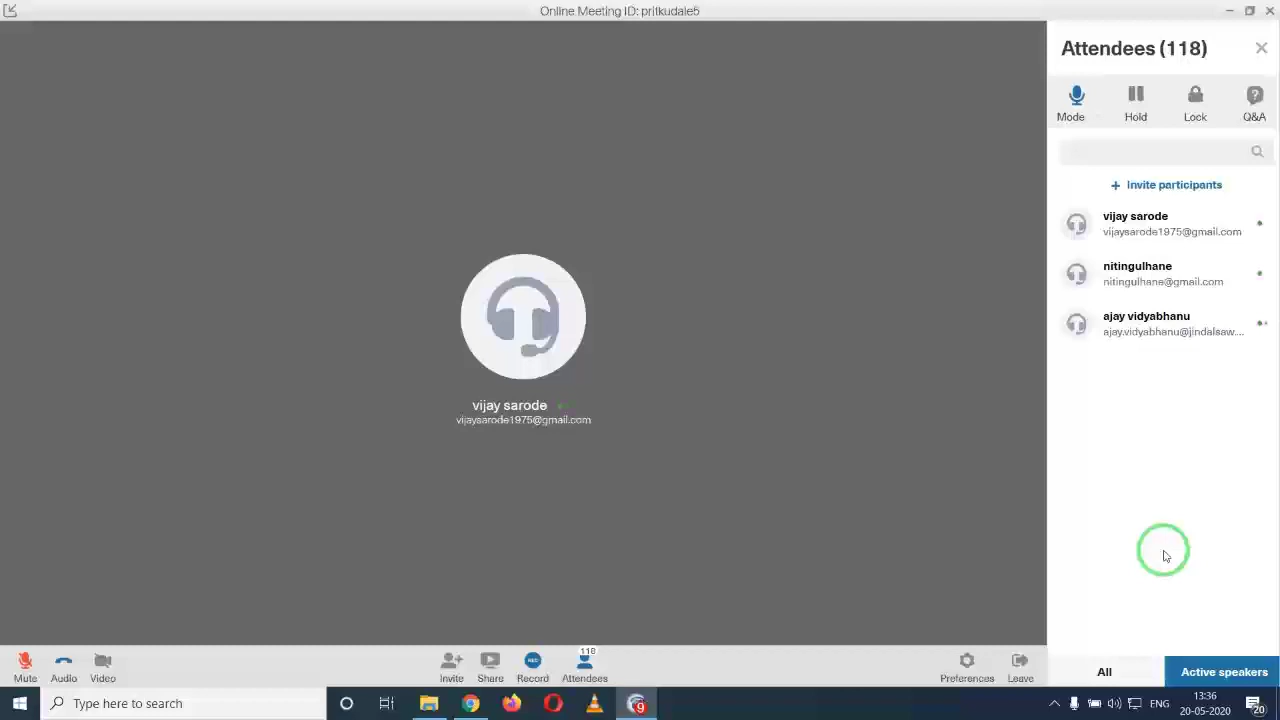 Online Meeting ID: pritkudale5
Attendees (118)
Mode
Hold
Lock
Q&A
+ Invite participants
vijay sarode
vijaysarode1975@gmail.com
nitingulhane
nitingulhane@gmail.com
ajay vidyabhanu
ajay.vidyabhanu@jindalsaw....
vijay sarode
vijaysarode1975@gmail.com
All
Active speakers
Mute
Audio
Video
Invite
Share
REC
Record
118
Attendees
Preferences
Leave
Type here to search
9
ENG
13:36
20-05-2020
20